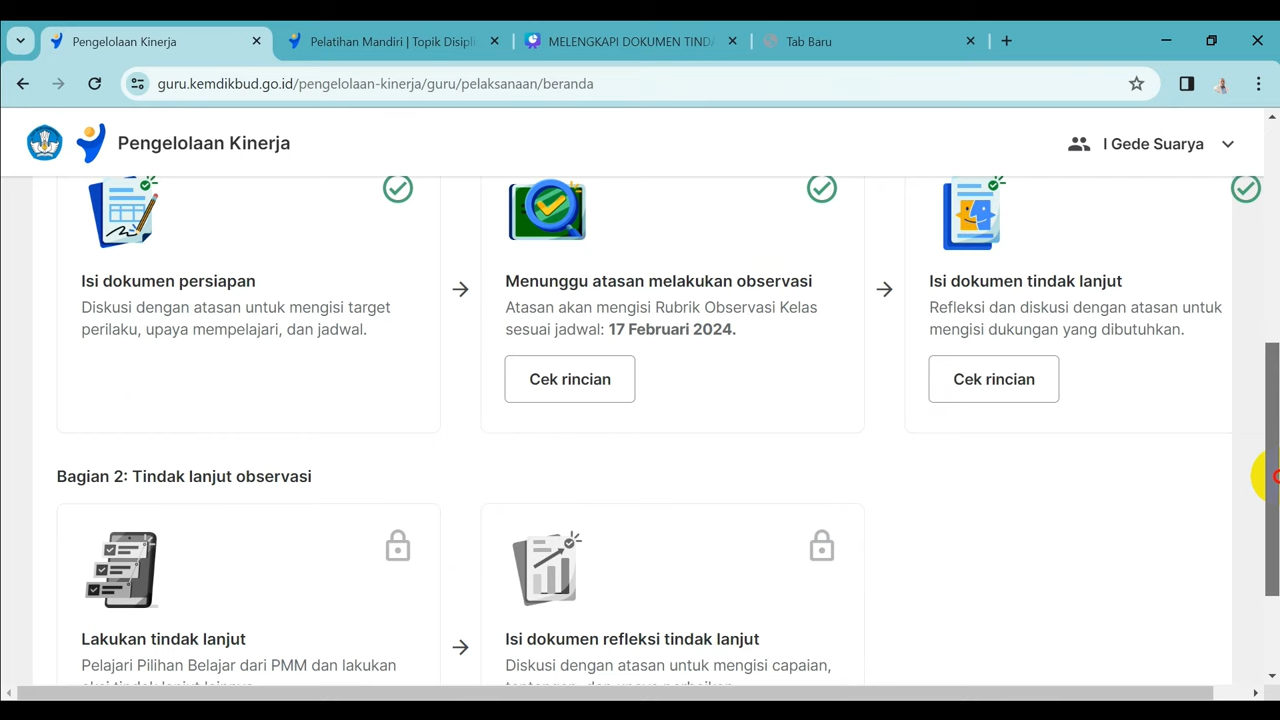 Pengelolaan Kinerja
Pelatihan Mandiri | Topik Disipli
MELENGKAPI DOKUMEN TINDA
Tab Baru
guru.kemdikbud.go.id/pengelolaan-kinerja/guru/pelaksanaan/beranda
Pengelolaan Kinerja
I Gede Suarya
Isi dokumen persiapan
Diskusi dengan atasan untuk mengisi target
perilaku, upaya mempelajari, dan jadwal.
Menunggu atasan melakukan observasi
Atasan akan mengisi Rubrik Observasi Kelas
sesuai jadwal: 17 Februari 2024.
Cek rincian
Isi dokumen tindak lanjut
Refleksi dan diskusi dengan atasan untuk
mengisi dukungan yang dibutuhkan.
Cek rincian
Bagian 2: Tindak lanjut observasi
Lakukan tindak lanjut
Pelajari Pilihan Belajar dari PMM dan lakukan
Isi dokumen refleksi tindak lanjut
Diskusi dengan atasan untuk mengisi capaian,